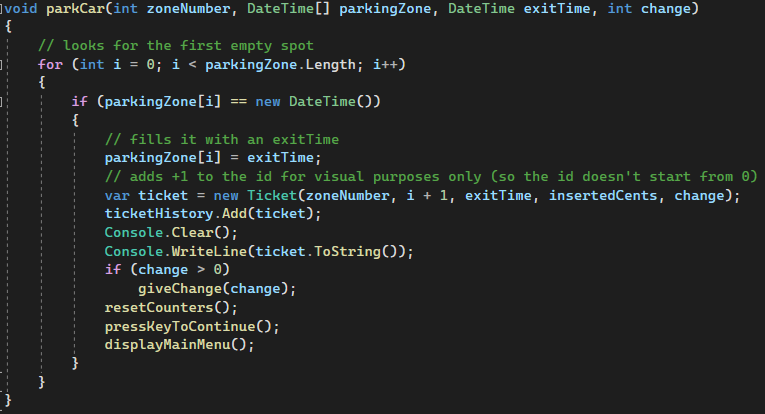 void parkCar(int zoneNumber, DateTime[] parkingZone, DateTime exitTime, int change)
{
    // looks for the first empty spot
    for (int i = 0; i < parkingZone.Length; i++)
    {
        if (parkingZone[i] == new DateTime())
        {
            // fills it with an exitTime
            parkingZone[i] = exitTime;
            // adds +1 to the id for visual purposes only (so the id doesn't start from 0)
            var ticket = new Ticket(zoneNumber, i + 1, exitTime, insertedCents, change);
            ticketHistory.Add(ticket);
            Console.Clear();
            Console.WriteLine(ticket.ToString());
            if (change > 0)
                giveChange(change);
            resetCounters();
            pressKeyToContinue();
            displayMainMenu();
        }
    }
}